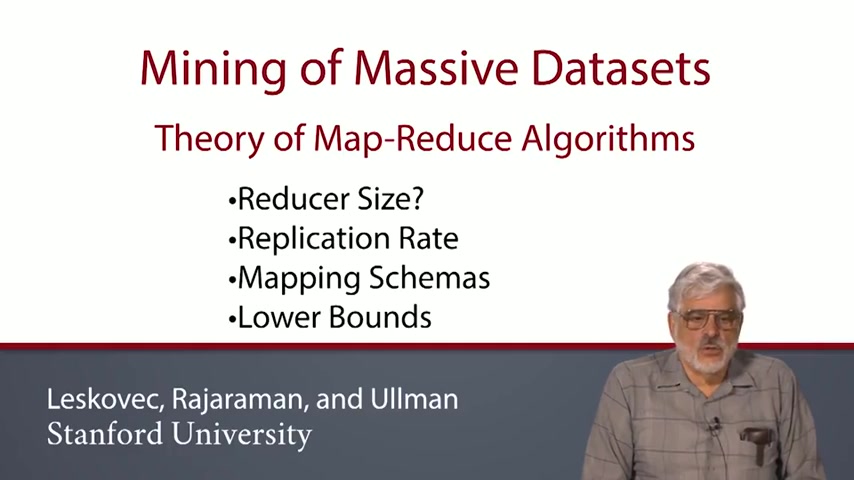 Mining of Massive Datasets
Theory of Map-Reduce Algorithms
•Reducer Size?
•Replication Rate
•Mapping Schemas
•Lower Bounds
Leskovec, Rajaraman, and Ullman
Stanford University